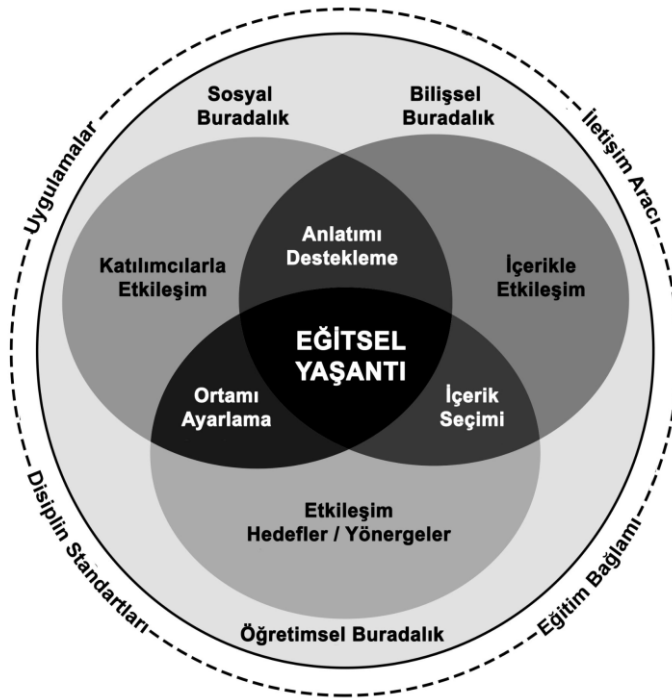 Sosyal
Buradalık
Bilişsel
Buradalık
Uygulamalar
İletişim Aracı
Anlatımı
Destekleme
Katılımcılarla
Etkileşim
İçerikle
Etkileşim
EĞİTSEL
YAŞANTI
Ortamı
Ayarlama
İçerik
Seçimi
Etkileşim
Hedefler / Yönergeler
Disiplin Standartları
Eğitim Bağlamı
Öğretimsel Buradalık